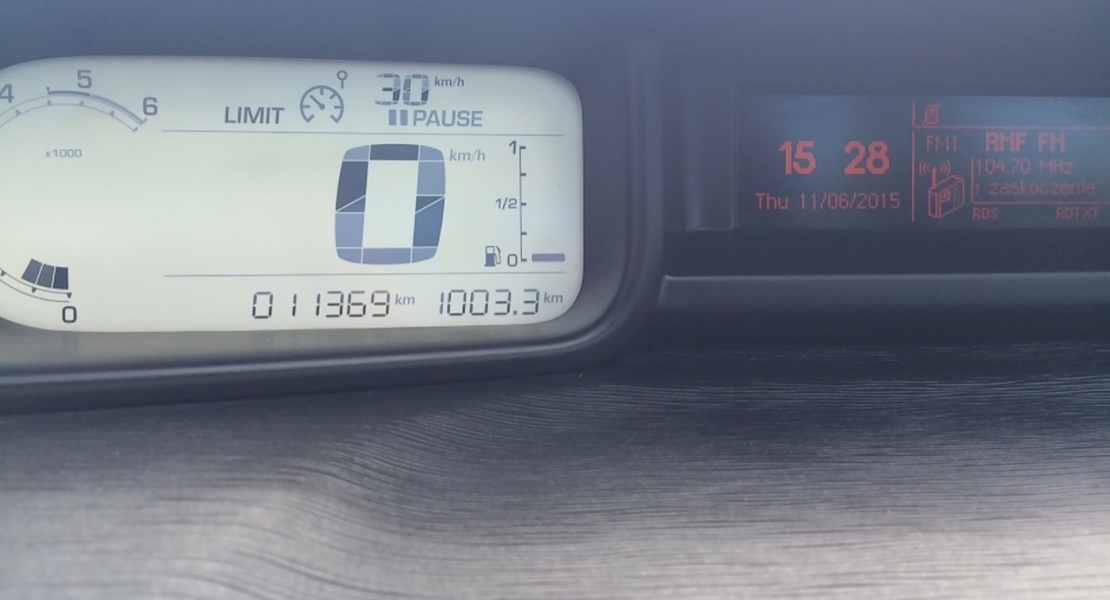 4 5 6
x1000
0
LIMIT 30 km/h
PAUSE
0 km/h
1
1/2
0
011369 km 1003.3 km
15 28
Thu 11/06/2015
FM1 RMF FM
104.70 MHz
zaskoczenie
RDS RDTXT